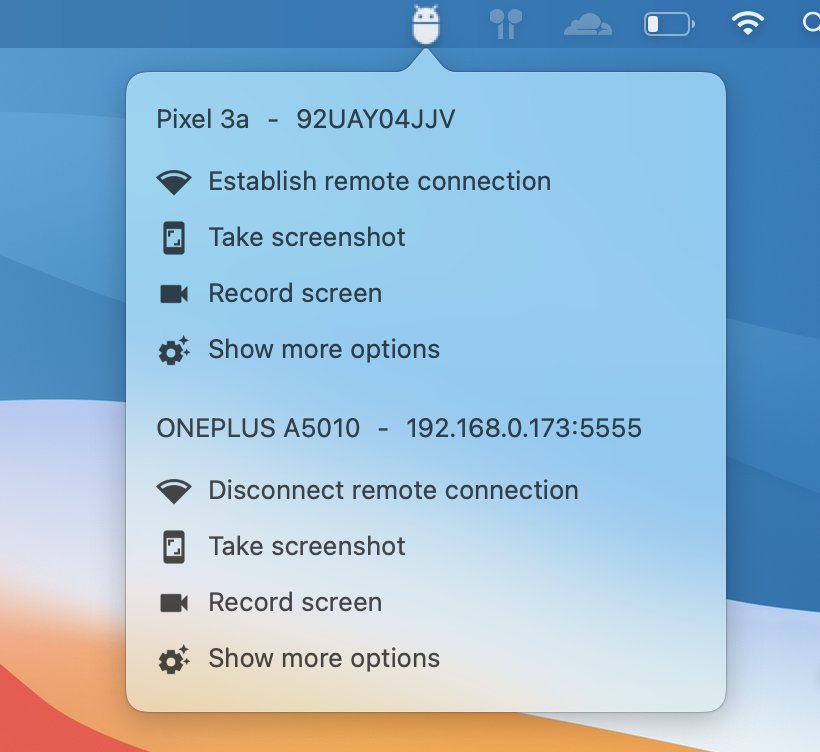 Pixel 3a - 92UAY04JJV
Establish remote connection
Take screenshot
Record screen
Show more options
ONEPLUS A5010 - 192.168.0.173:5555
Disconnect remote connection
Take screenshot
Record screen
Show more options